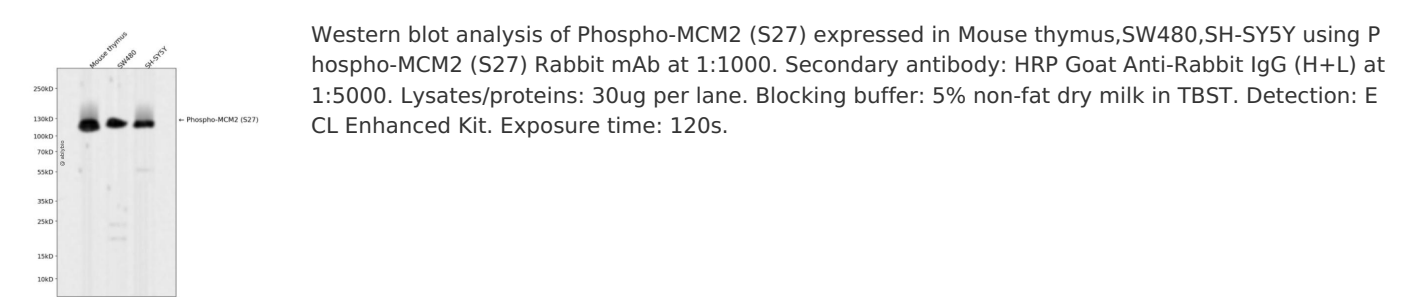 Mouse thymus
SW480
SH-SY5Y
250kD
130kD
100kD
70kD
55kD
35kD
25kD
15kD
10kD
← Phospho-MCM2 (S27)
@ ablybio
Western blot analysis of Phospho-MCM2 (S27) expressed in Mouse thymus,SW480,SH-SY5Y using P
hospho-MCM2 (S27) Rabbit mAb at 1:1000. Secondary antibody: HRP Goat Anti-Rabbit IgG (H+L) at
1:5000. Lysates/proteins: 30ug per lane. Blocking buffer: 5% non-fat dry milk in TBST. Detection: E
CL Enhanced Kit. Exposure time: 120s.